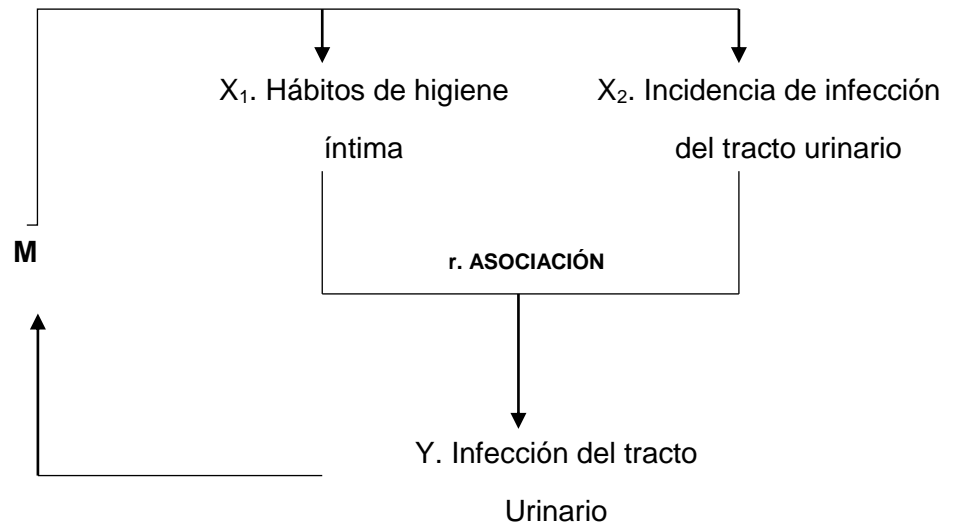 X₁. Hábitos de higiene
íntima
X₂. Incidencia de infección
del tracto urinario
M
r. ASOCIACIÓN
Y. Infección del tracto
Urinario